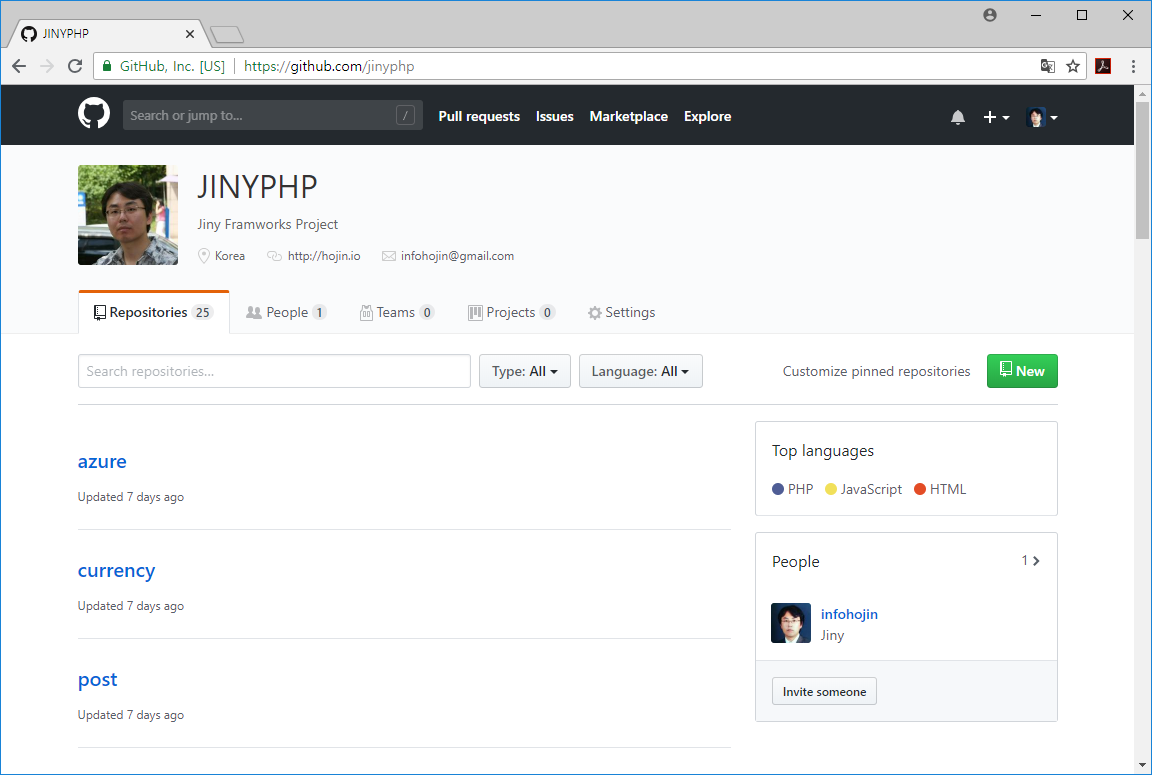 JINYPHP
GitHub, Inc. [US] https://github.com/jinyphp
Search or jump to... / Pull requests Issues Marketplace Explore
JINYPHP
Jiny Framworks Project
Korea http://hojin.io infohojin@gmail.com
Repositories 25 People 1 Teams 0 Projects 0 Settings
Search repositories... Type: All Language: All Customize pinned repositories New
azure
Updated 7 days ago
currency
Updated 7 days ago
post
Updated 7 days ago
Top languages
PHP JavaScript HTML
People 1
infohojin
Jiny
Invite someone